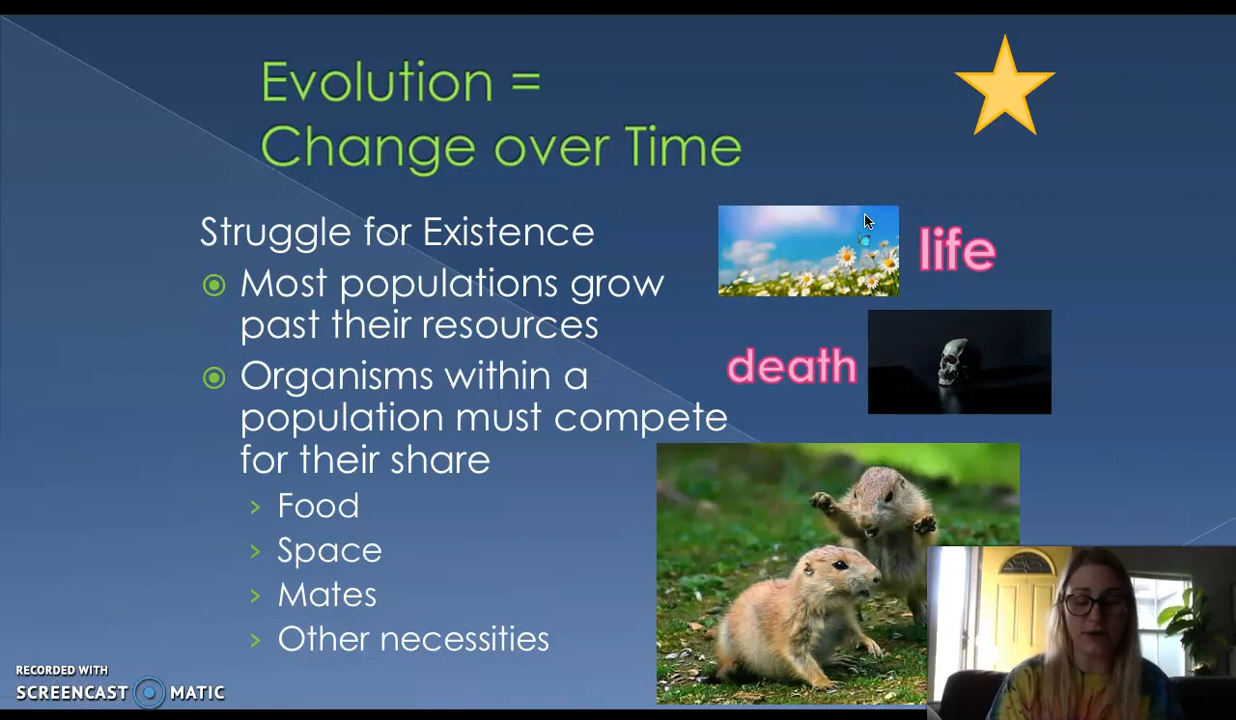 Evolution =
Change over Time
Struggle for Existence
Most populations grow
past their resources
Organisms within a
population must compete
for their share
Food
Space
Mates
Other necessities
life
death
RECORDED WITH
SCREENCAST MATIC